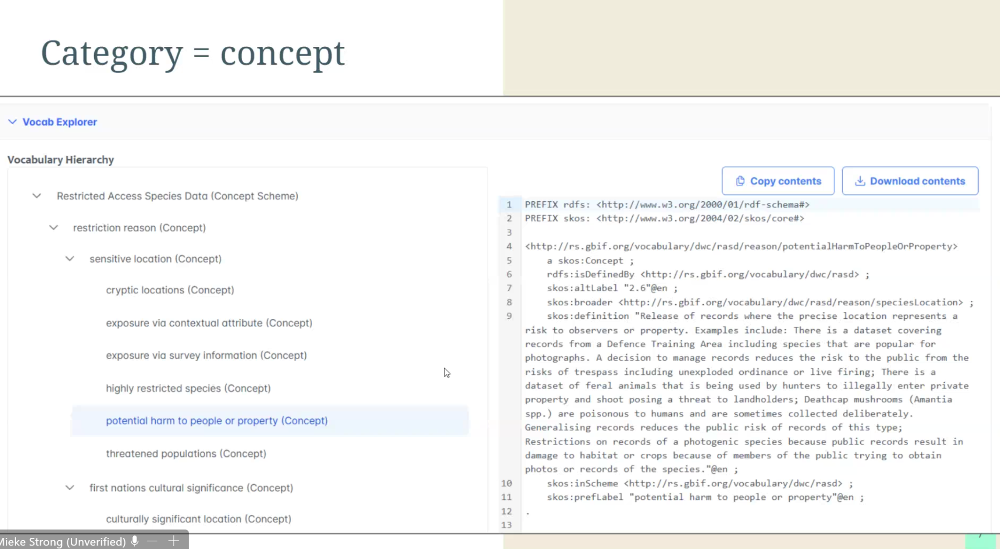 Category = concept
Vocab Explorer
Vocabulary Hierarchy
Restricted Access Species Data (Concept Scheme)
restriction reason (Concept)
sensitive location (Concept)
cryptic locations (Concept)
exposure via contextual attribute (Concept)
exposure via survey information (Concept)
highly restricted species (Concept)
potential harm to people or property (Concept)
threatened populations (Concept)
first nations cultural significance (Concept)
culturally significant location (Concept)
Copy contents
Download contents
1 PREFIX rdfs: <http://www.w3.org/2000/01/rdf-schema#>
2 PREFIX skos: <http://www.w3.org/2004/02/skos/core#>
3
4 <http://rs.gbif.org/vocabulary/dwc/rasd/reason/potentialHarmToPeopleOrProperty>
5 a skos:Concept ;
6 rdfs:isDefinedBy <http://rs.gbif.org/vocabulary/dwc/rasd> ;
7 skos:altLabel "2.6"@en ;
8 skos:broader <http://rs.gbif.org/vocabulary/dwc/rasd/reason/speciesLocation> ;
9 skos:definition "Release of records where the precise location represents a
risk to observers or property. Examples include: There is a dataset covering
records from a Defence Training Area including species that are popular for
photographs. A decision to manage records reduces the risk to the public from the
risks of trespass including unexploded ordinance or live firing; There is a
dataset of feral animals that is being used by hunters to illegally enter private
property and shoot posing a threat to landholders; Deathcap mushrooms (Amantia
spp.) are poisonous to humans and are sometimes collected deliberately.
Generalising records reduces the public risk of records of this type;
Restrictions on records of a photogenic species because public records result in
damage to habitat or crops because of members of the public trying to obtain
photos or records of the species."@en ;
10 skos:inScheme <http://rs.gbif.org/vocabulary/dwc/rasd> ;
11 skos:prefLabel "potential harm to people or property"@en ;
12 .
13
Mieke Strong (Unverified)